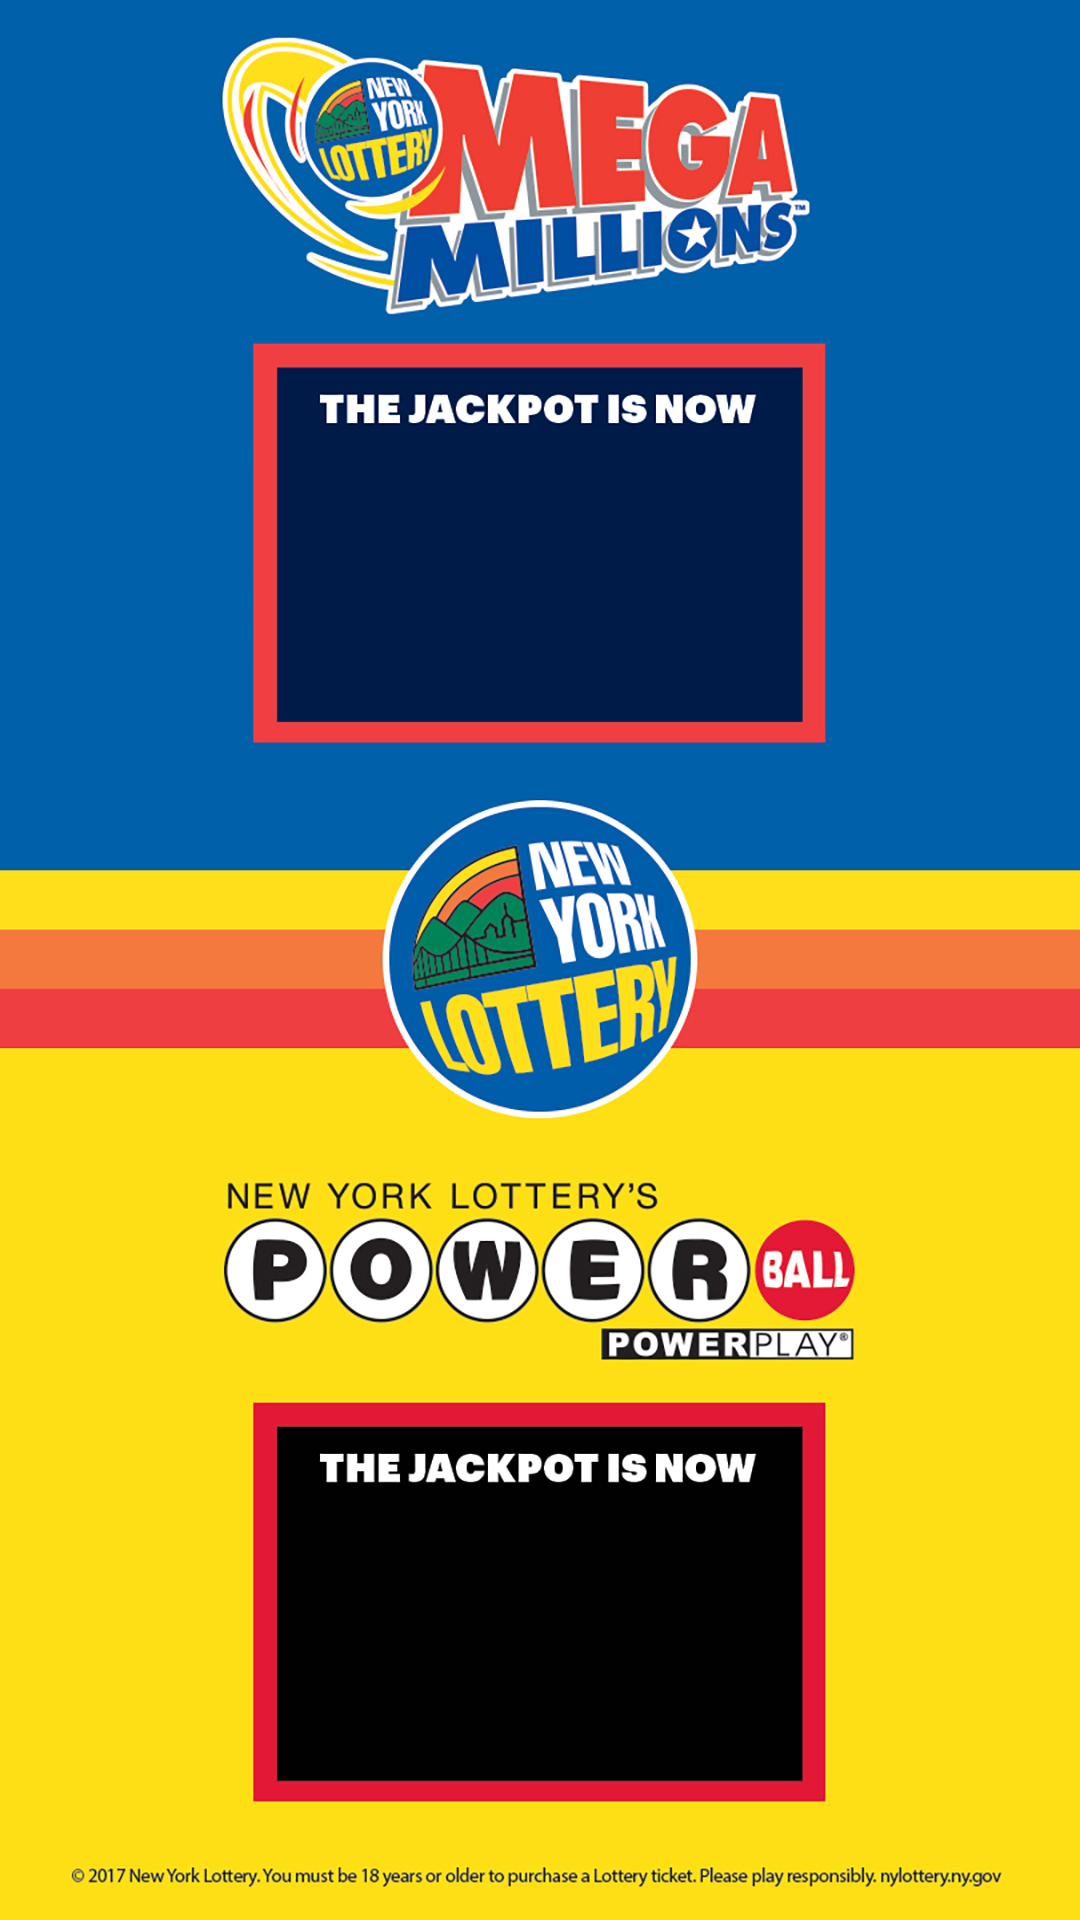 NEW
YORK
LOTTERY
MEGA
MILLIONS™
THE JACKPOT IS NOW
NEW
YORK
LOTTERY
NEW YORK LOTTERY'S
POWER BALL
POWERPLAY®
THE JACKPOT IS NOW
© 2017 New York Lottery. You must be 18 years or older to purchase a Lottery ticket. Please play responsibly. nylottery.ny.gov